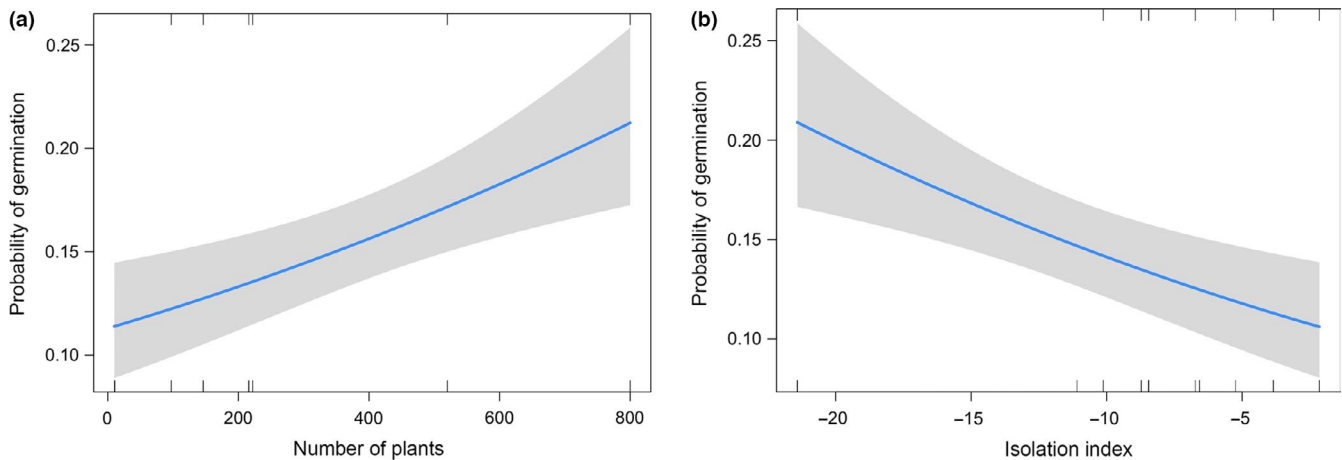 (a)
Probability of germination
0.25
0.20
0.15
0.10
0 200 400 600 800
Number of plants
(b)
Probability of germination
0.25
0.20
0.15
0.10
−20 −15 −10 −5
Isolation index